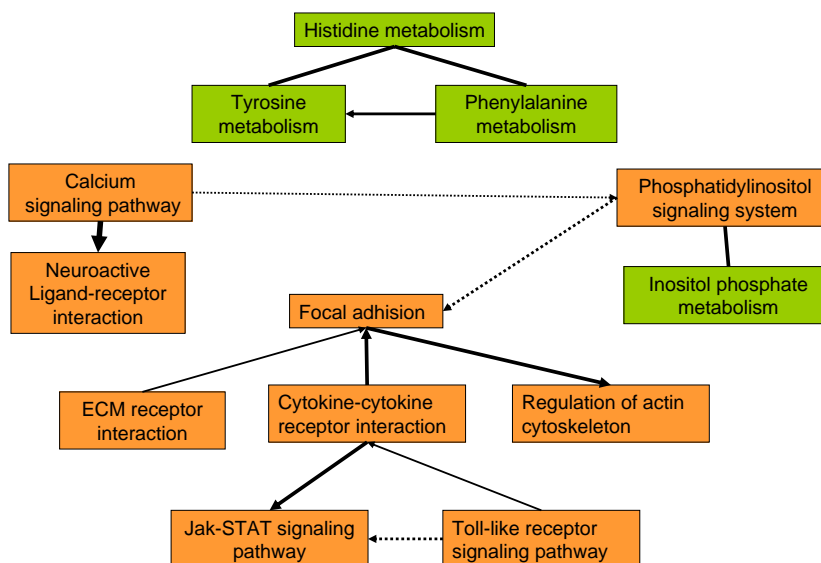 Histidine metabolism
Tyrosine
metabolism
Phenylalanine
metabolism
Calcium
signaling pathway
Phosphatidylinositol
signaling system
Neuroactive
Ligand-receptor
interaction
Inositol phosphate
metabolism
Focal adhision
ECM receptor
interaction
Cytokine-cytokine
receptor interaction
Regulation of actin
cytoskeleton
Jak-STAT signaling
pathway
Toll-like receptor
signaling pathway